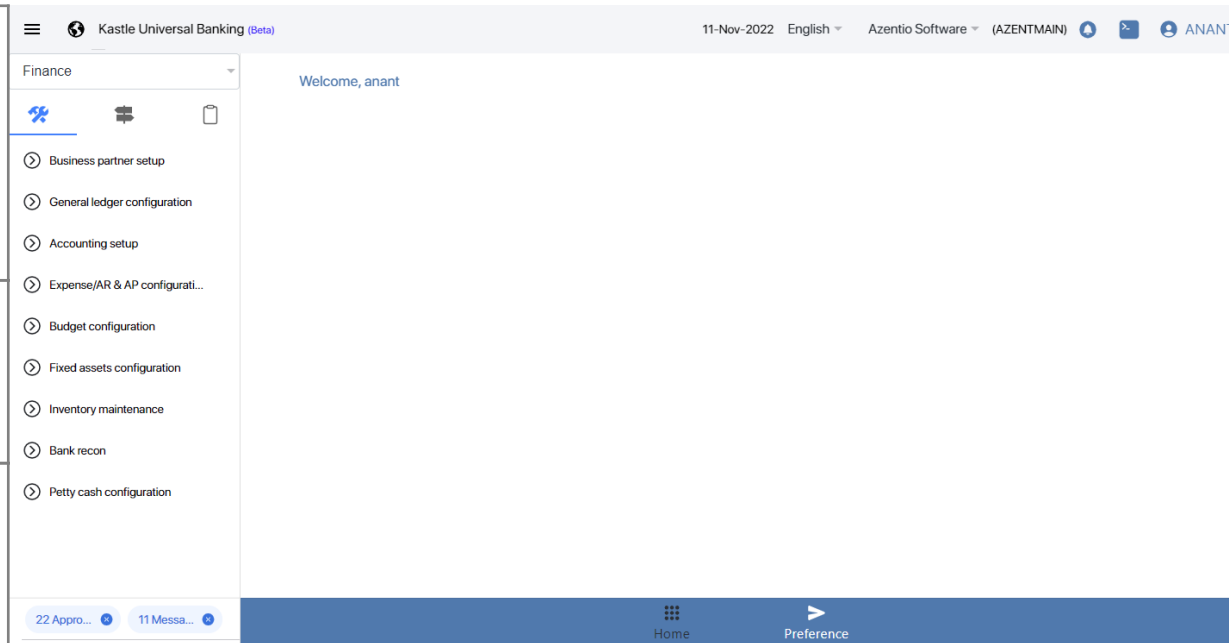 Kastle Universal Banking (Beta)
11-Nov-2022 English Azentio Software (AZENTMAIN) ANANT
Finance
Welcome, anant
Business partner setup
General ledger configuration
Accounting setup
Expense/AR & AP configurati...
Budget configuration
Fixed assets configuration
Inventory maintenance
Bank recon
Petty cash configuration
22 Appro... 11 Messa...
Home Preference